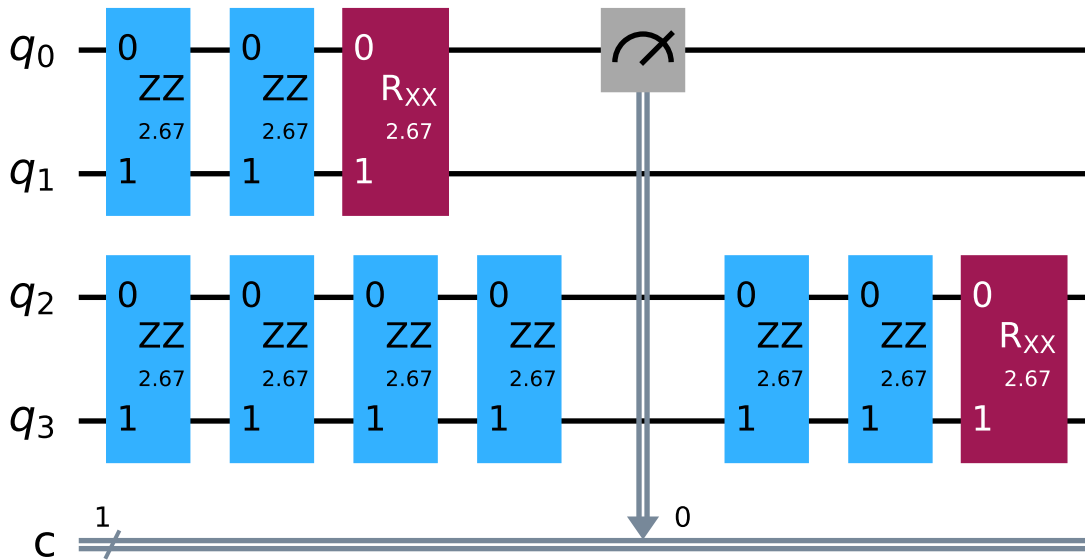 q0
0 0 0
ZZ ZZ RXX
2.67 2.67 2.67
q1
1 1 1
q2
0 0 0 0 0 0 0
ZZ ZZ ZZ ZZ ZZ ZZ RXX
2.67 2.67 2.67 2.67 2.67 2.67 2.67
q3
1 1 1 1 1 1 1
1 0
c